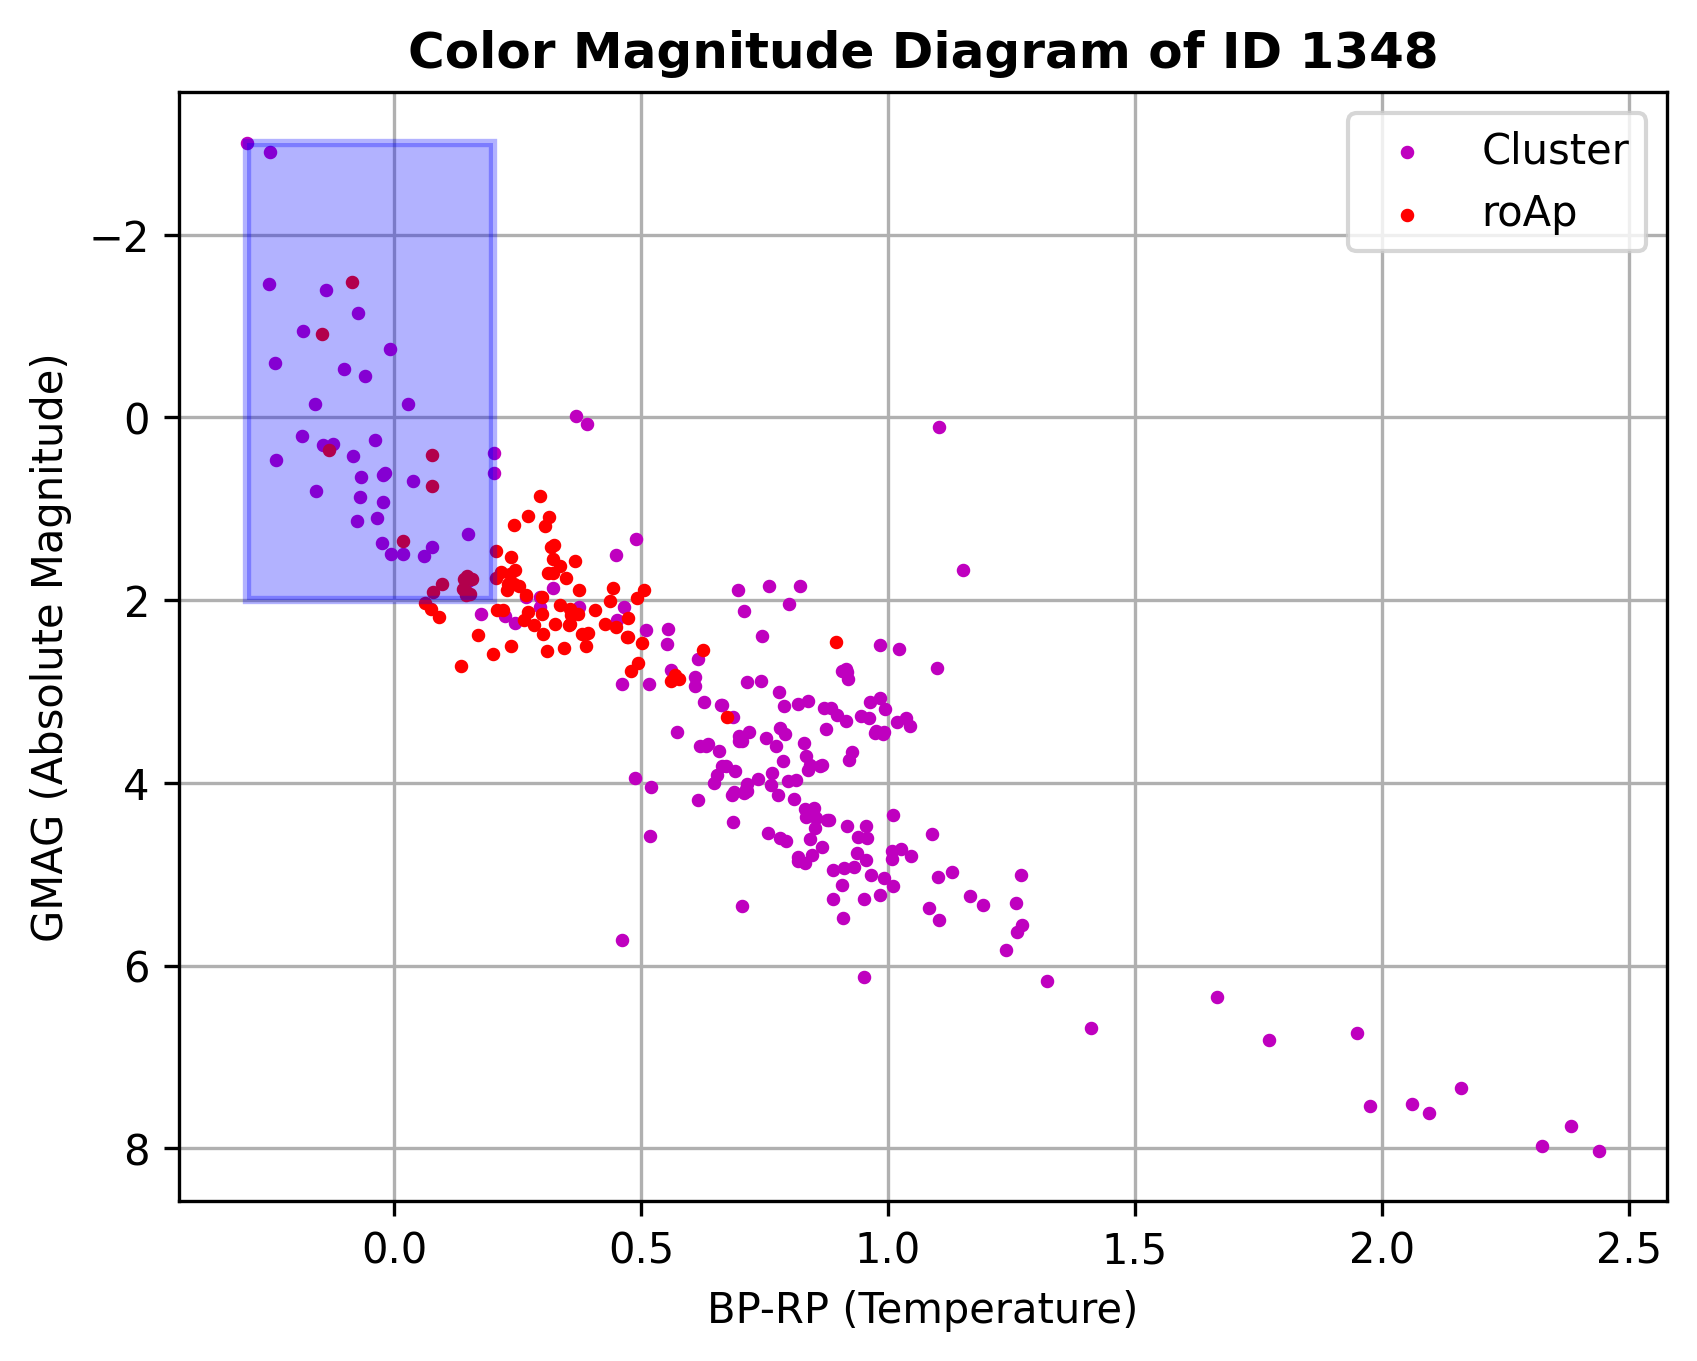 Color Magnitude Diagram of ID 1348
Cluster
roAp
GMAG (Absolute Magnitude)
−2
0
2
4
6
8
0.0 0.5 1.0 1.5 2.0 2.5
BP-RP (Temperature)